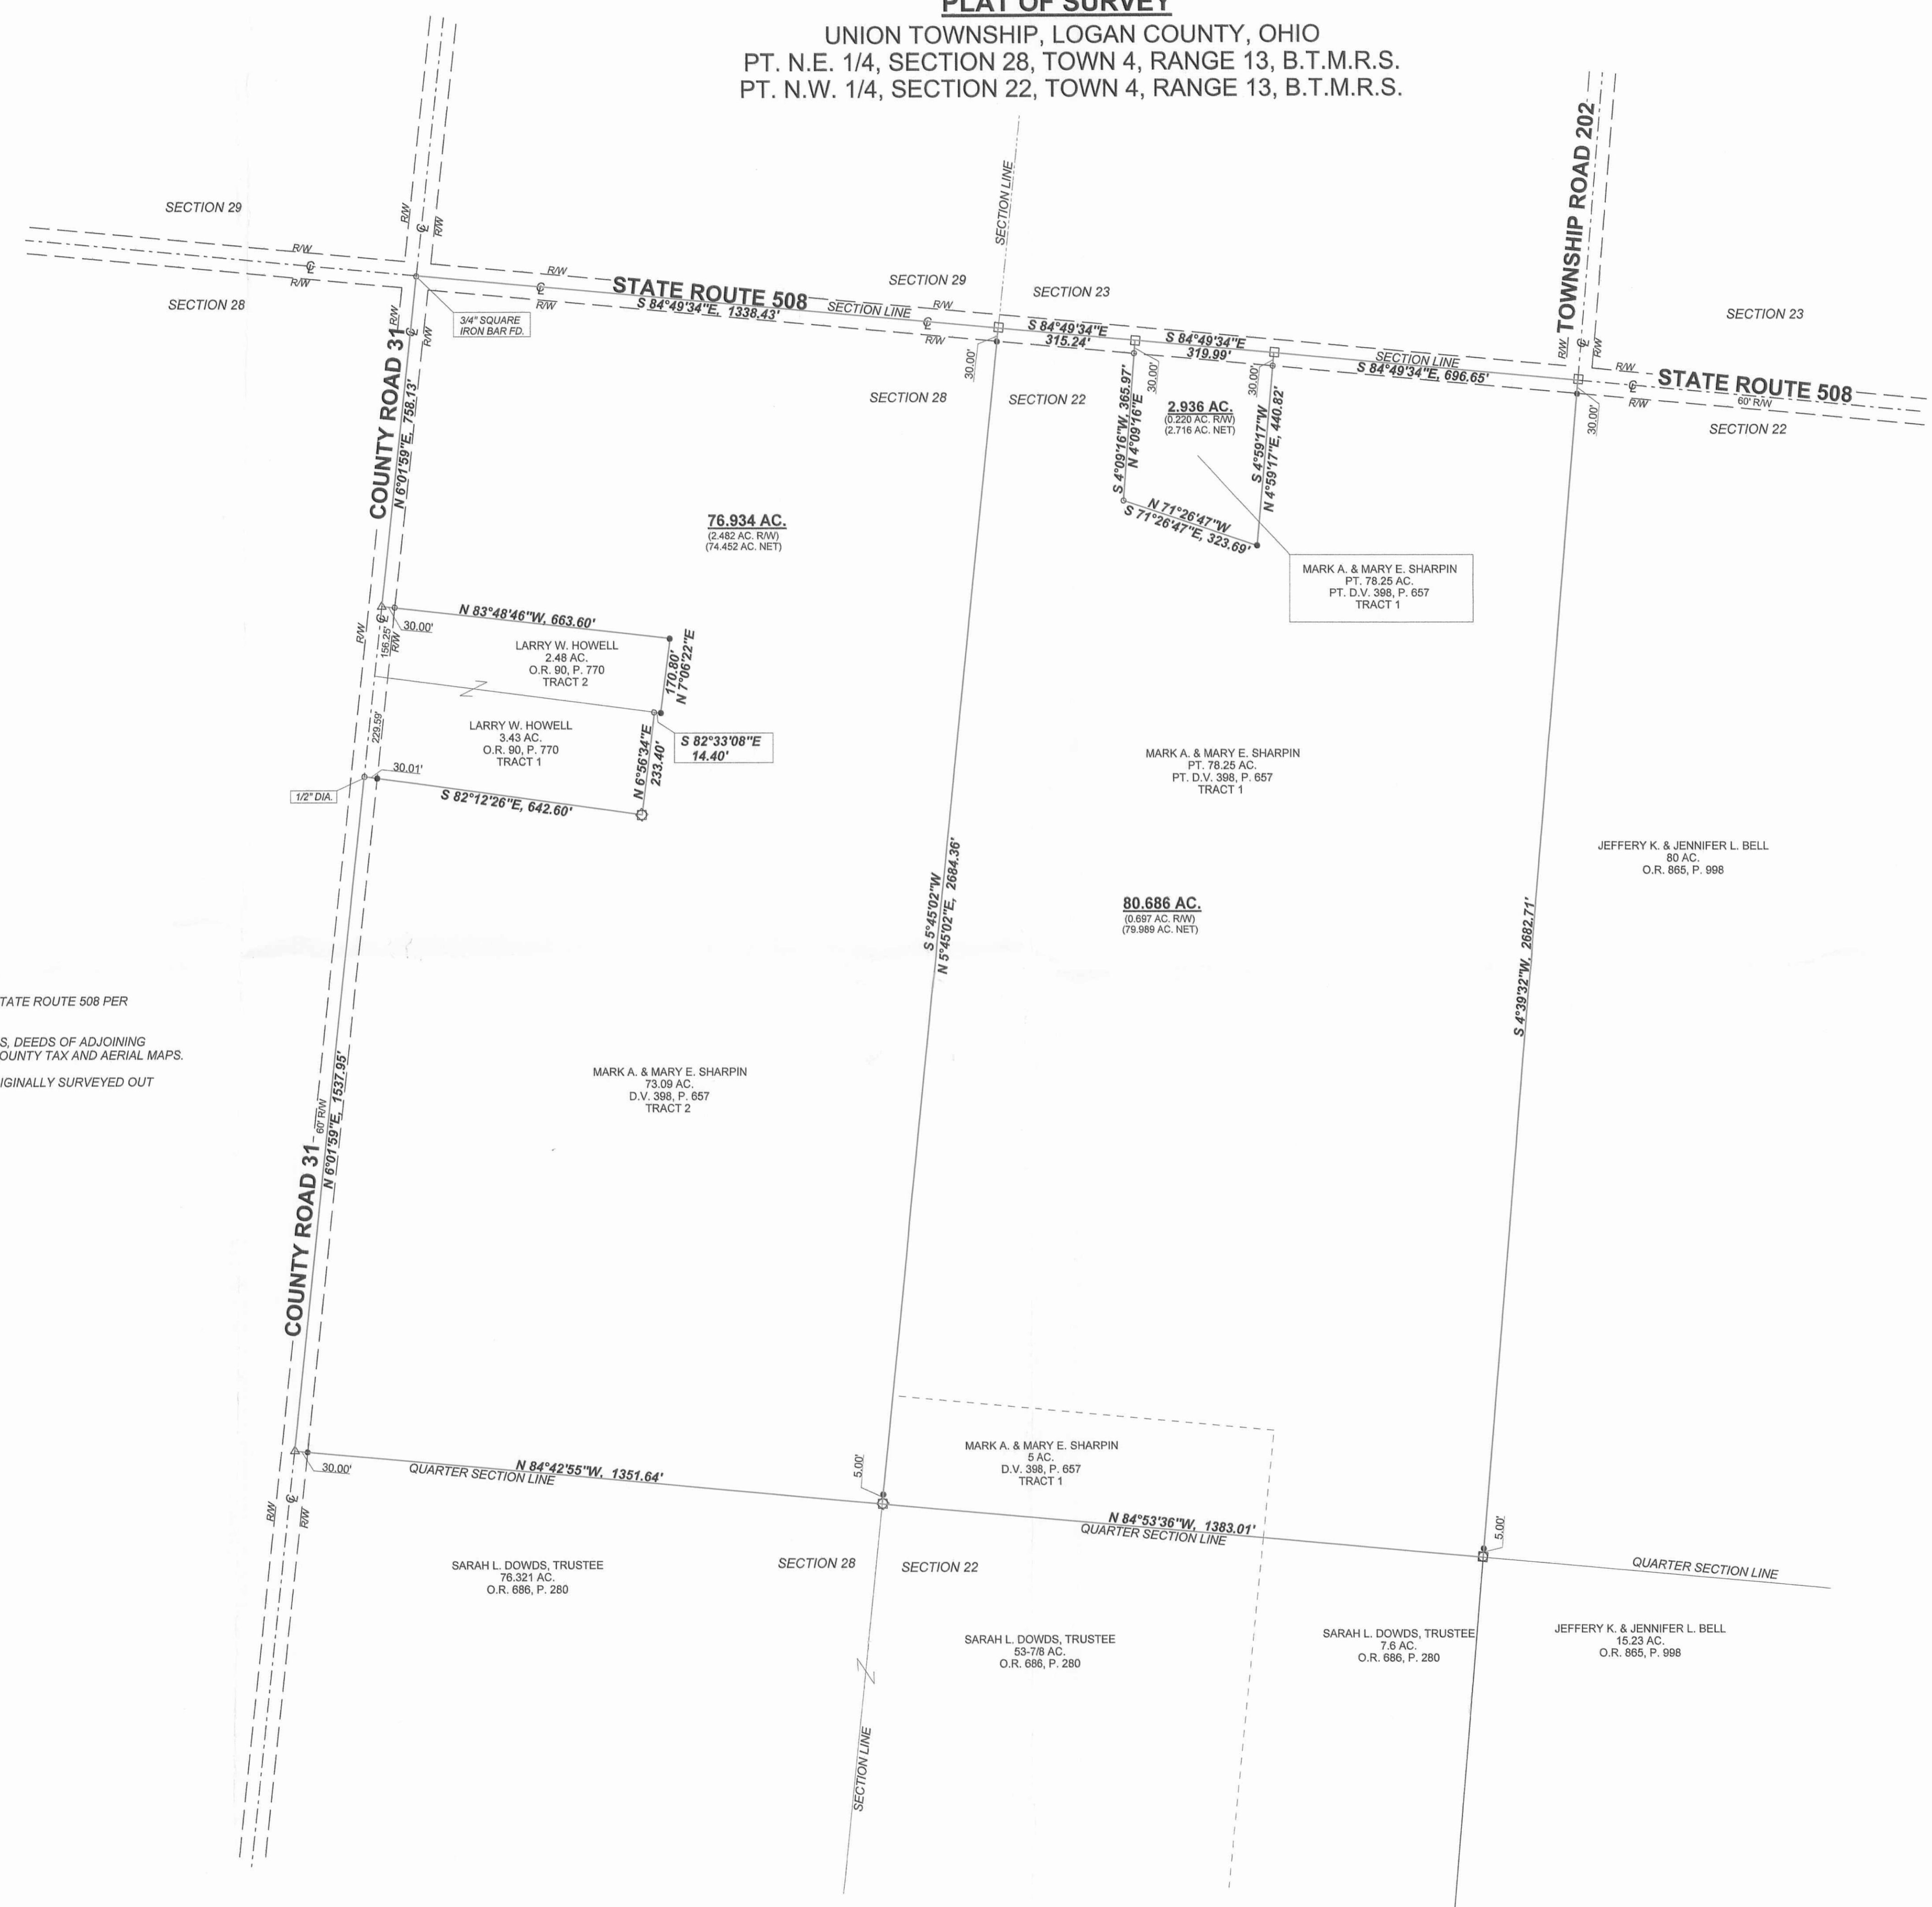 PLAT OF SURVEY
UNION TOWNSHIP, LOGAN COUNTY, OHIO
PT. N.E. 1/4, SECTION 28, TOWN 4, RANGE 13, B.T.M.R.S.
PT. N.W. 1/4, SECTION 22, TOWN 4, RANGE 13, B.T.M.R.S.
SECTION 29
SECTION 28
R/W
R/W
R/W
R/W
3/4" SQUARE
IRON BAR FD.
R/W
R/W
STATE ROUTE 508
S 84°49'34"E, 1338.43'
SECTION LINE
SECTION LINE
SECTION 29
R/W
R/W
SECTION 23
S 84°49'34"E
315.24'
S 84°49'34"E
319.99'
SECTION LINE
S 84°49'34"E, 696.65'
TOWNSHIP ROAD 202
R/W
R/W
SECTION 23
R/W
STATE ROUTE 508
60' R/W
R/W
SECTION 22
30.00'
30.00'
30.00'
30.00'
SECTION 28
SECTION 22
S 4°09'16"W, 365.97'
N 4°09'16"E
2.936 AC.
(0.220 AC. R/W)
(2.716 AC. NET)
S 4°59'17"W
N 4°59'17"E, 440.82'
N 71°26'47"W
S 71°26'47"E, 323.69'
MARK A. & MARY E. SHARPIN
PT. 78.25 AC.
PT. D.V. 398, P. 657
TRACT 1
R/W
R/W
COUNTY ROAD 31
N 6°01'59"E, 758.13'
76.934 AC.
(2.482 AC. R/W)
(74.452 AC. NET)
N 83°48'46"W, 663.60'
30.00'
R/W
R/W
156.25'
LARRY W. HOWELL
2.48 AC.
O.R. 90, P. 770
TRACT 2
170.80'
N 7°06'22"E
229.59'
LARRY W. HOWELL
3.43 AC.
O.R. 90, P. 770
TRACT 1
S 82°33'08"E
14.40'
N 6°56'34"E
233.40'
30.01'
1/2" DIA.
S 82°12'26"E, 642.60'
MARK A. & MARY E. SHARPIN
PT. 78.25 AC.
PT. D.V. 398, P. 657
TRACT 1
JEFFERY K. & JENNIFER L. BELL
80 AC.
O.R. 865, P. 998
S 5°45'02"W
N 5°45'02"E, 2684.36'
80.686 AC.
(0.697 AC. R/W)
(79.989 AC. NET)
S 4°39'32"W, 2682.71'
TATE ROUTE 508 PER
S, DEEDS OF ADJOINING
OUNTY TAX AND AERIAL MAPS.
IGINALLY SURVEYED OUT
MARK A. & MARY E. SHARPIN
73.09 AC.
D.V. 398, P. 657
TRACT 2
COUNTY ROAD 31
60' R/W
N 6°01'59"E, 1537.95'
30.00'
N 84°42'55"W, 1351.64'
QUARTER SECTION LINE
5.00'
MARK A. & MARY E. SHARPIN
5 AC.
D.V. 398, P. 657
TRACT 1
N 84°53'36"W, 1383.01'
QUARTER SECTION LINE
5.00'
QUARTER SECTION LINE
R/W
R/W
SARAH L. DOWDS, TRUSTEE
76.321 AC.
O.R. 686, P. 280
SECTION 28
SECTION 22
SARAH L. DOWDS, TRUSTEE
53-7/8 AC.
O.R. 686, P. 280
SARAH L. DOWDS, TRUSTEE
7.6 AC.
O.R. 686, P. 280
JEFFERY K. & JENNIFER L. BELL
15.23 AC.
O.R. 865, P. 998
SECTION LINE